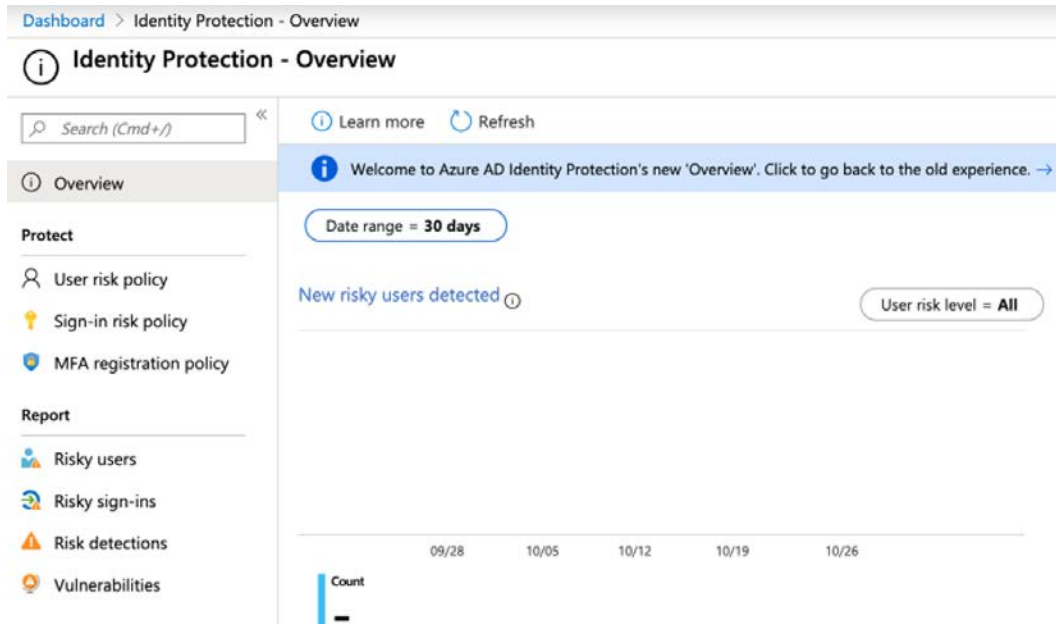 Dashboard > Identity Protection - Overview
Identity Protection - Overview
Search (Cmd+/)
«
Overview
Protect
User risk policy
Sign-in risk policy
MFA registration policy
Report
Risky users
Risky sign-ins
Risk detections
Vulnerabilities
Learn more Refresh
Welcome to Azure AD Identity Protection's new 'Overview'. Click to go back to the old experience. →
Date range = 30 days
New risky users detected
User risk level = All
09/28 10/05 10/12 10/19 10/26
Count
-